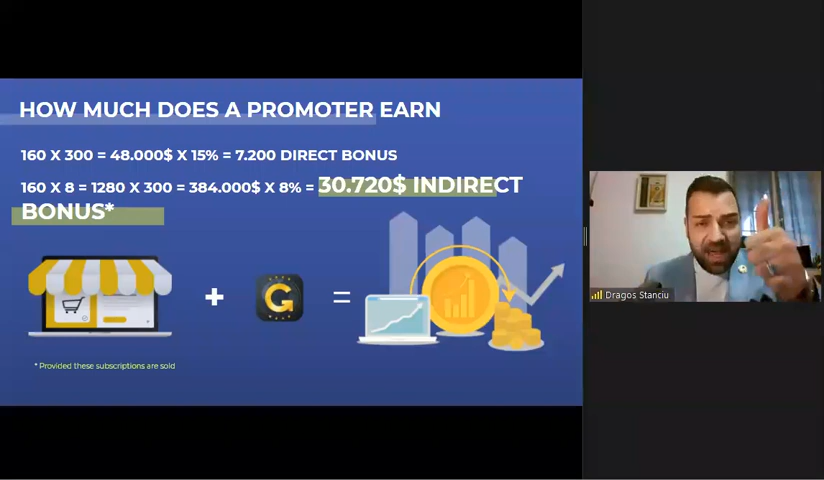 HOW MUCH DOES A PROMOTER EARN
160 X 300 = 48.000$ X 15% = 7.200 DIRECT BONUS
160 X 8 = 1280 X 300 = 384.000$ X 8% = 30.720$ INDIRECT
BONUS*
G
+ =
* Provided these subscriptions are sold
Dragos Stanciu